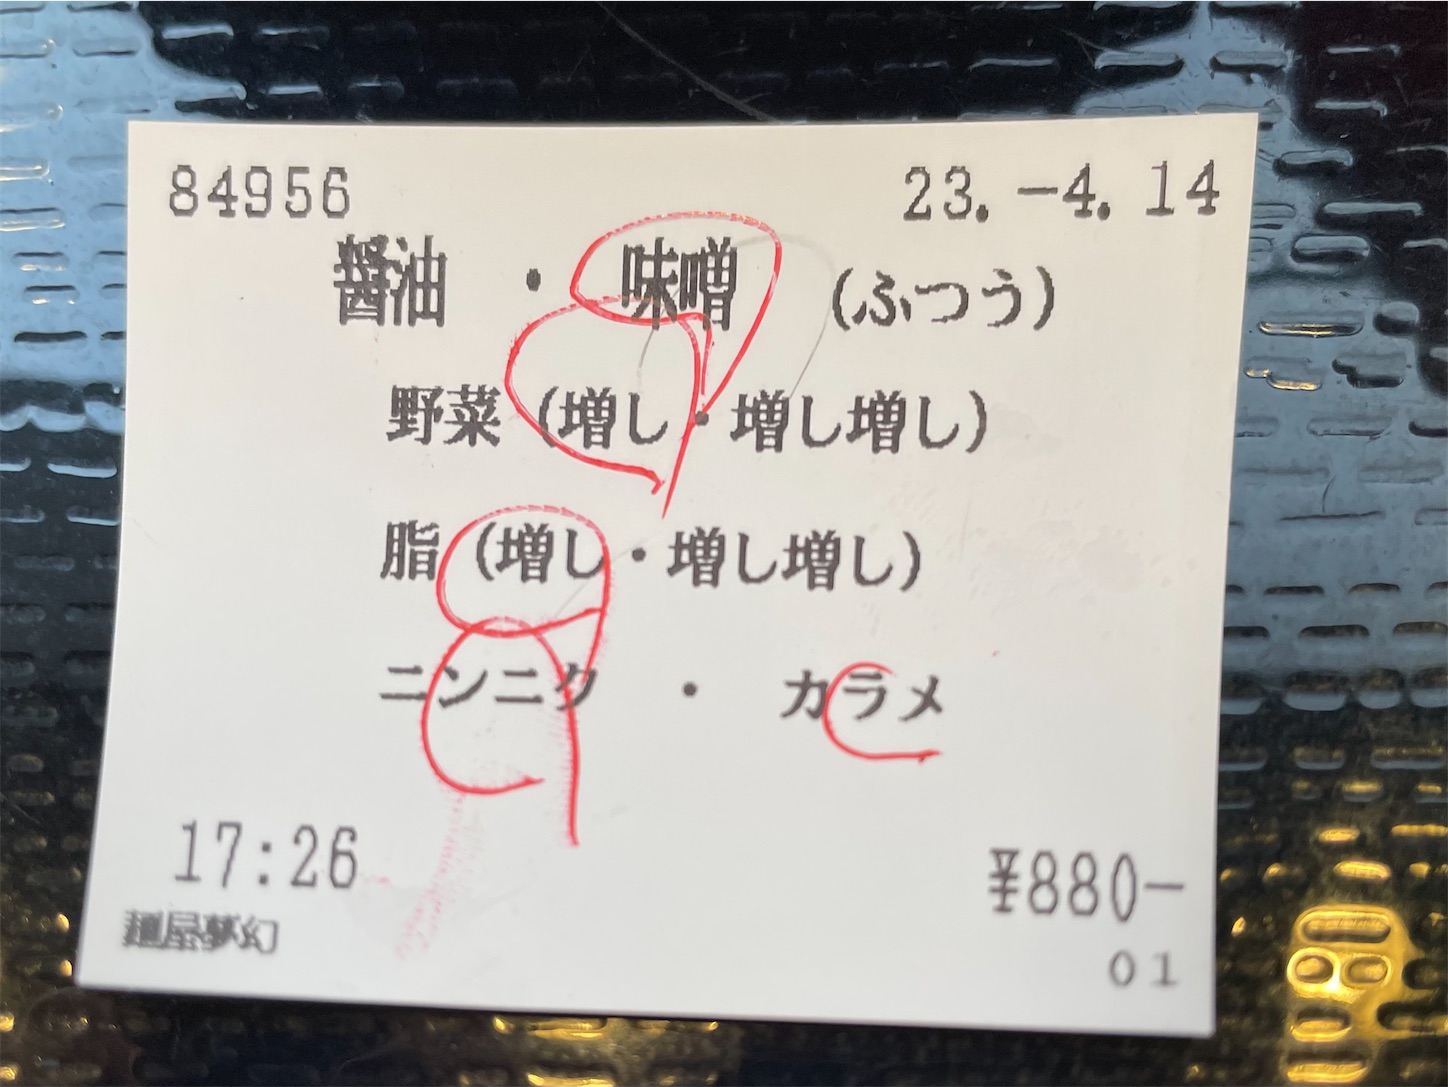 84956 23.-4.14
醤油 ・ 味噌 (ふつう)
野菜 (増し・増し増し)
脂 (増し・増し増し)
ニンニク ・ カラメ
17:26 ¥880-
麺屋夢幻
01